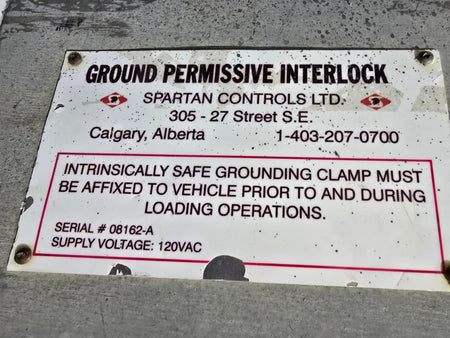 GROUND PERMISSIVE INTERLOCK
SPARTAN CONTROLS LTD.
305 - 27 Street S.E.
Calgary, Alberta 1-403-207-0700
INTRINSICALLY SAFE GROUNDING CLAMP MUST
BE AFFIXED TO VEHICLE PRIOR TO AND DURING
LOADING OPERATIONS.
SERIAL # 08162-A
SUPPLY VOLTAGE: 120VAC